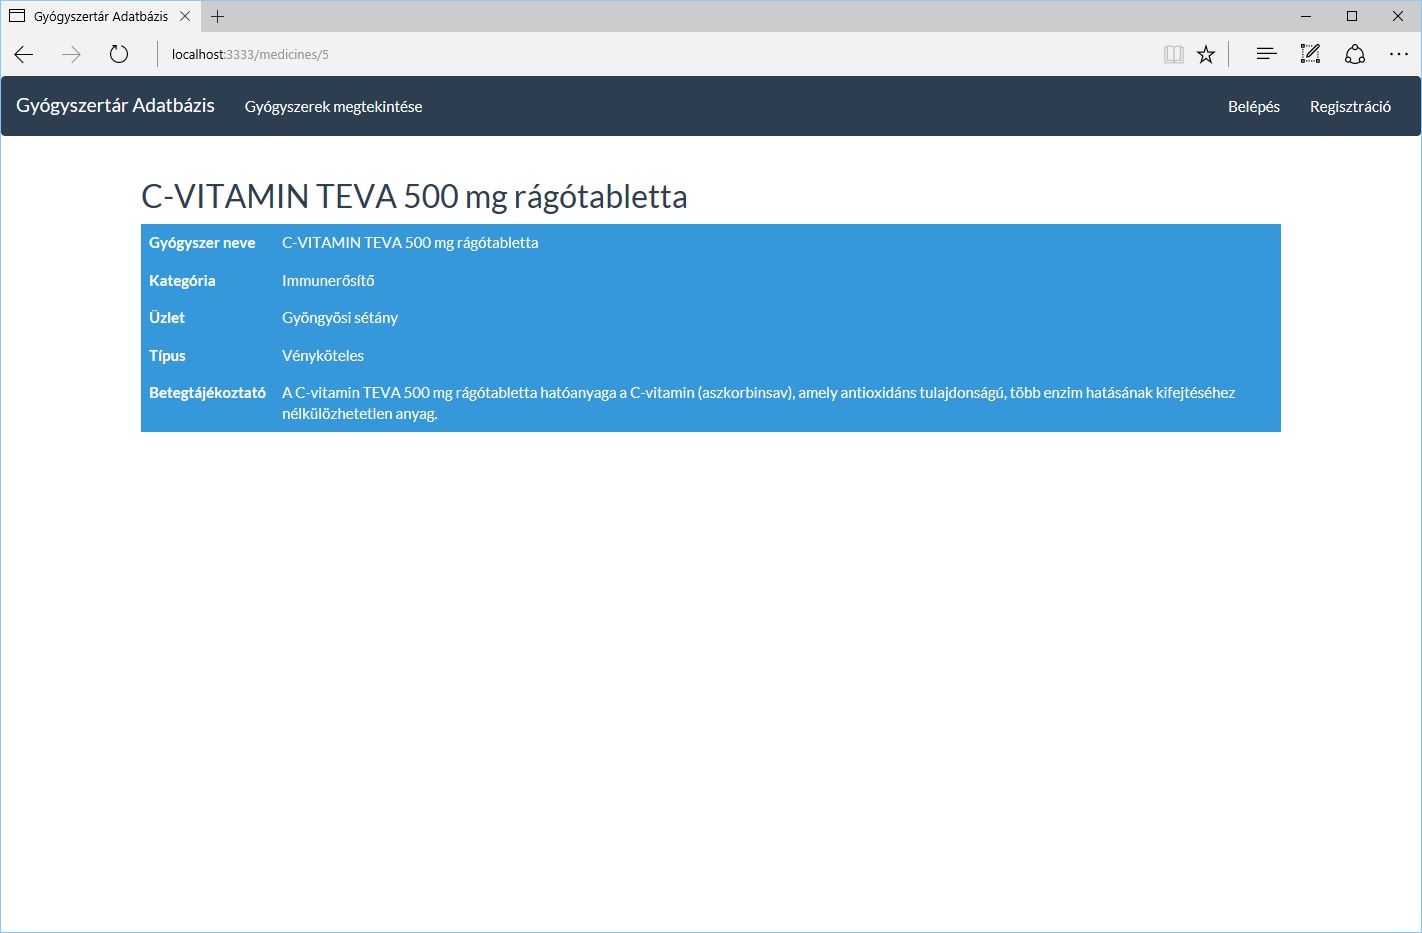 Gyógyszertár Adatbázis
localhost:3333/medicines/5
Gyógyszertár Adatbázis Gyógyszerek megtekintése Belépés Regisztráció
C-VITAMIN TEVA 500 mg rágótabletta
Gyógyszer neve C-VITAMIN TEVA 500 mg rágótabletta
Kategória Immunerősítő
Üzlet Gyöngyösi sétány
Típus Vényköteles
Betegtájékoztató A C-vitamin TEVA 500 mg rágótabletta hatóanyaga a C-vitamin (aszkorbinsav), amely antioxidáns tulajdonságú, több enzim hatásának kifejtéséhez
nélkülözhetetlen anyag.